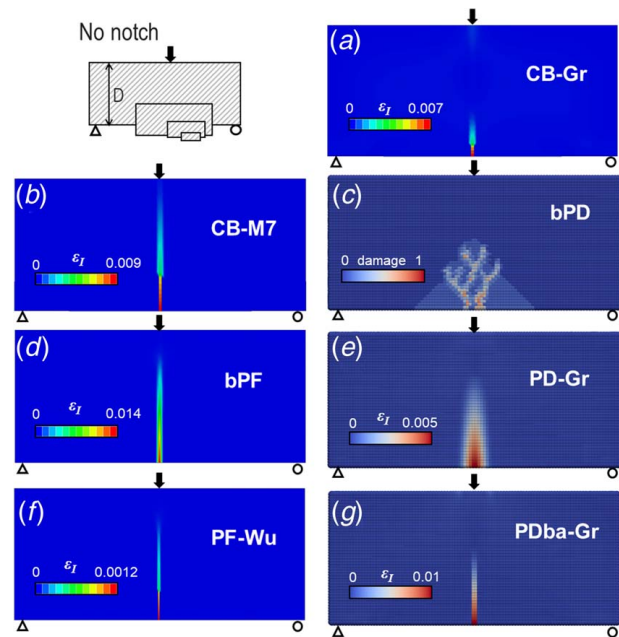 No notch
D
(a)
CB-Gr
0 εI 0.007
(b)
CB-M7
0 εI 0.009
(c)
bPD
0 damage 1
(d)
bPF
0 εI 0.014
(e)
PD-Gr
0 εI 0.005
(f)
PF-Wu
0 εI 0.0012
(g)
PDba-Gr
0 εI 0.01